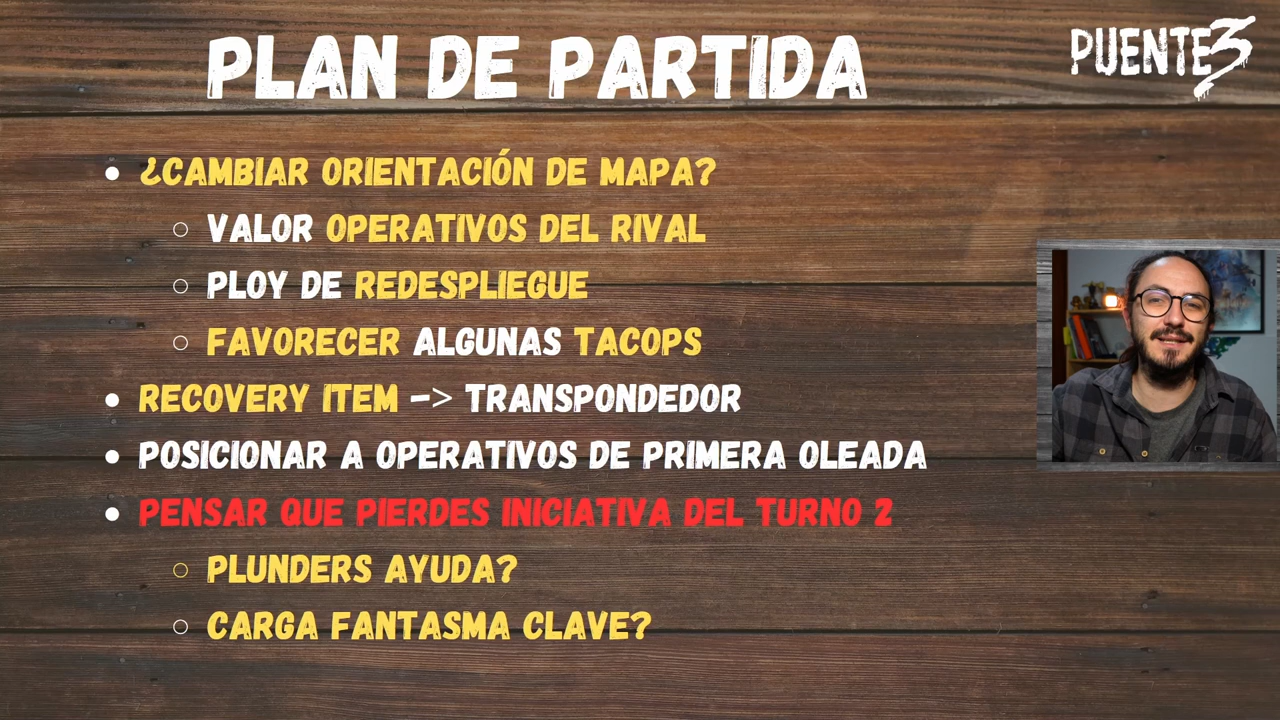 PLAN DE PARTIDA
PUENTE3
¿CAMBIAR ORIENTACIÓN DE MAPA?
VALOR OPERATIVOS DEL RIVAL
PLOY DE REDESPLIEGUE
FAVORECER ALGUNAS TACOPS
RECOVERY ITEM -> TRANSPONDEDOR
POSICIONAR A OPERATIVOS DE PRIMERA OLEADA
PENSAR QUE PIERDES INICIATIVA DEL TURNO 2
PLUNDERS AYUDA?
CARGA FANTASMA CLAVE?